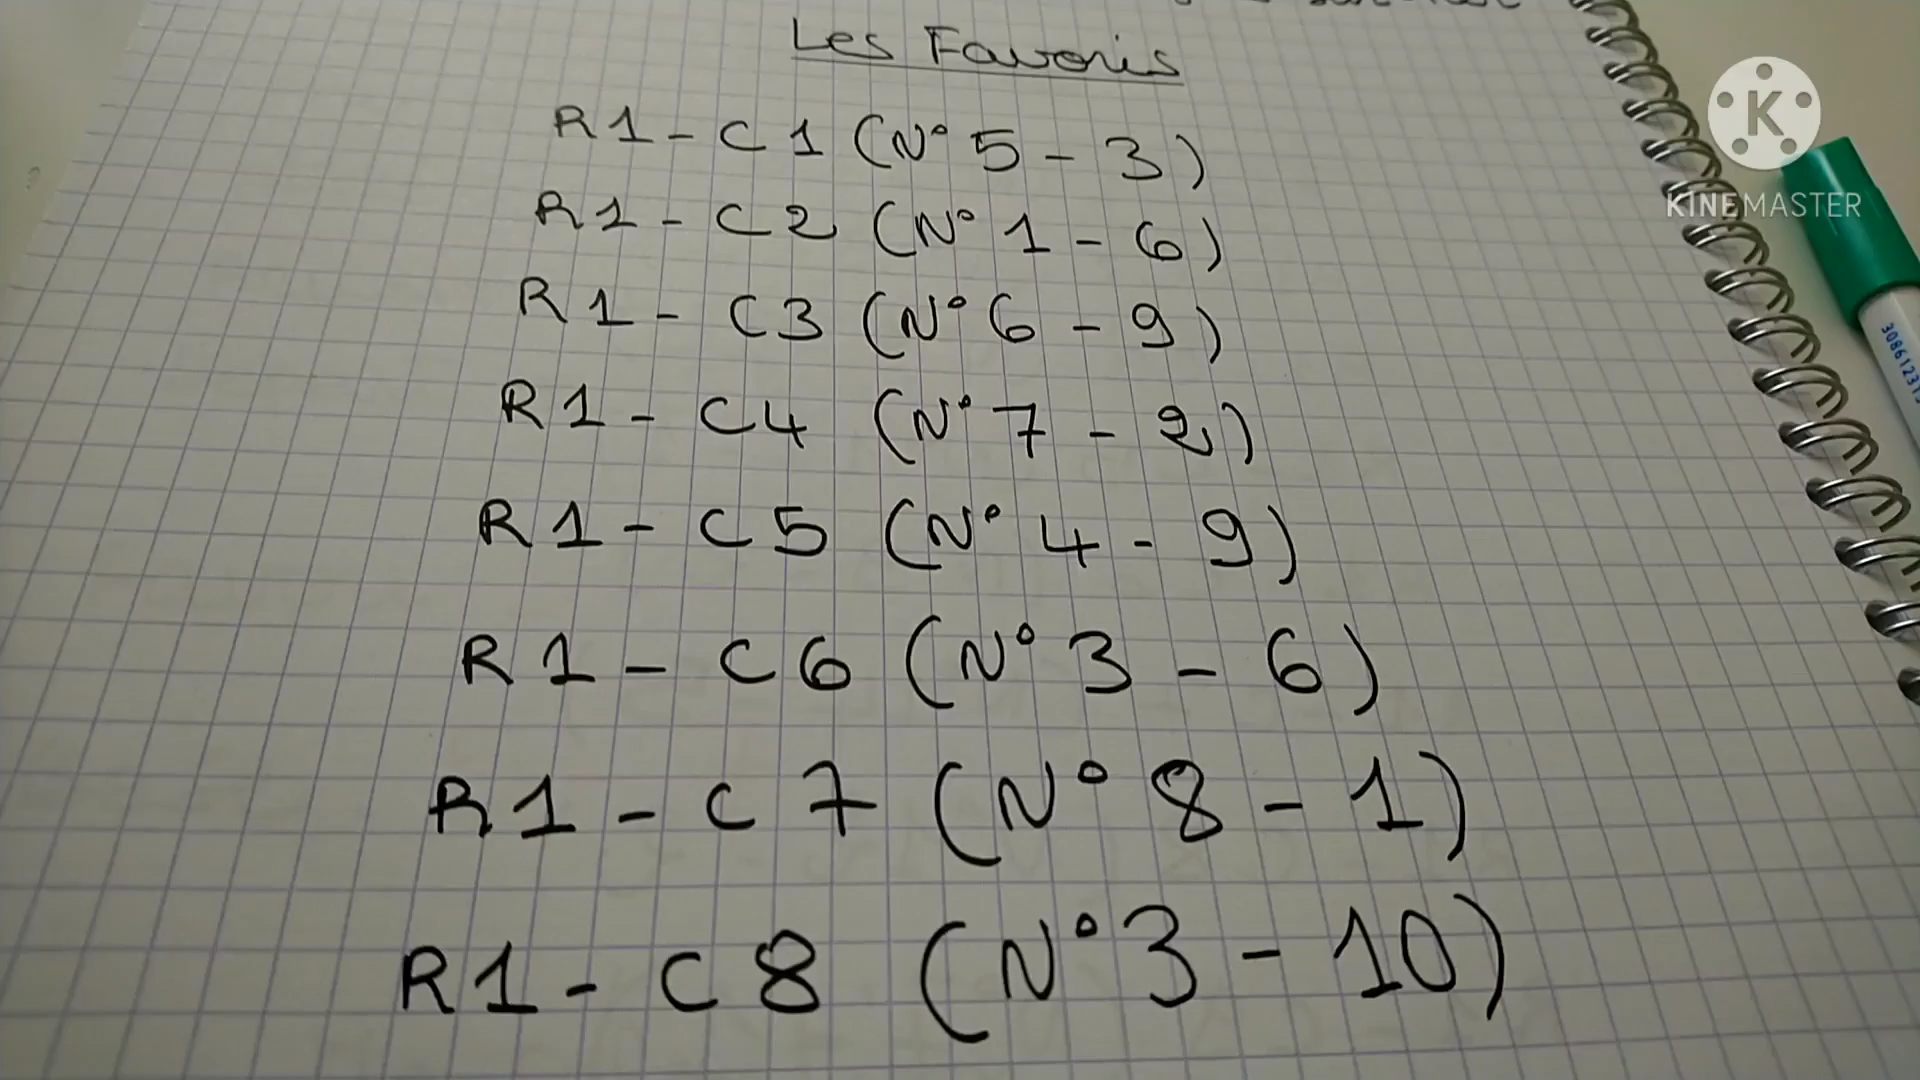 Les Favoris
R1 - C1 (N° 5 - 3)
R1 - C2 (N° 1 - 6)
R1 - C3 (N° 6 - 9)
R1 - C4 (N° 7 - 2)
R1 - C5 (N° 4 - 9)
R1 - C6 (N° 3 - 6)
R1 - C7 (N° 8 - 1)
R1 - C8 (N° 3 - 10)
KINEMASTER